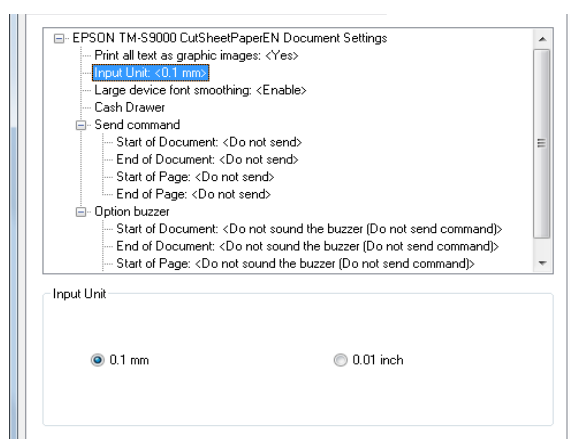 EPSON TM-S9000 CutSheetPaperEN Document Settings
Print all text as graphic images: <Yes>
Input Unit: <0.1 mm>
Large device font smoothing: <Enable>
Cash Drawer
Send command
Start of Document: <Do not send>
End of Document: <Do not send>
Start of Page: <Do not send>
End of Page: <Do not send>
Option buzzer
Start of Document: <Do not sound the buzzer (Do not send command)>
End of Document: <Do not sound the buzzer (Do not send command)>
Start of Page: <Do not sound the buzzer (Do not send command)>
Input Unit
0.1 mm 0.01 inch